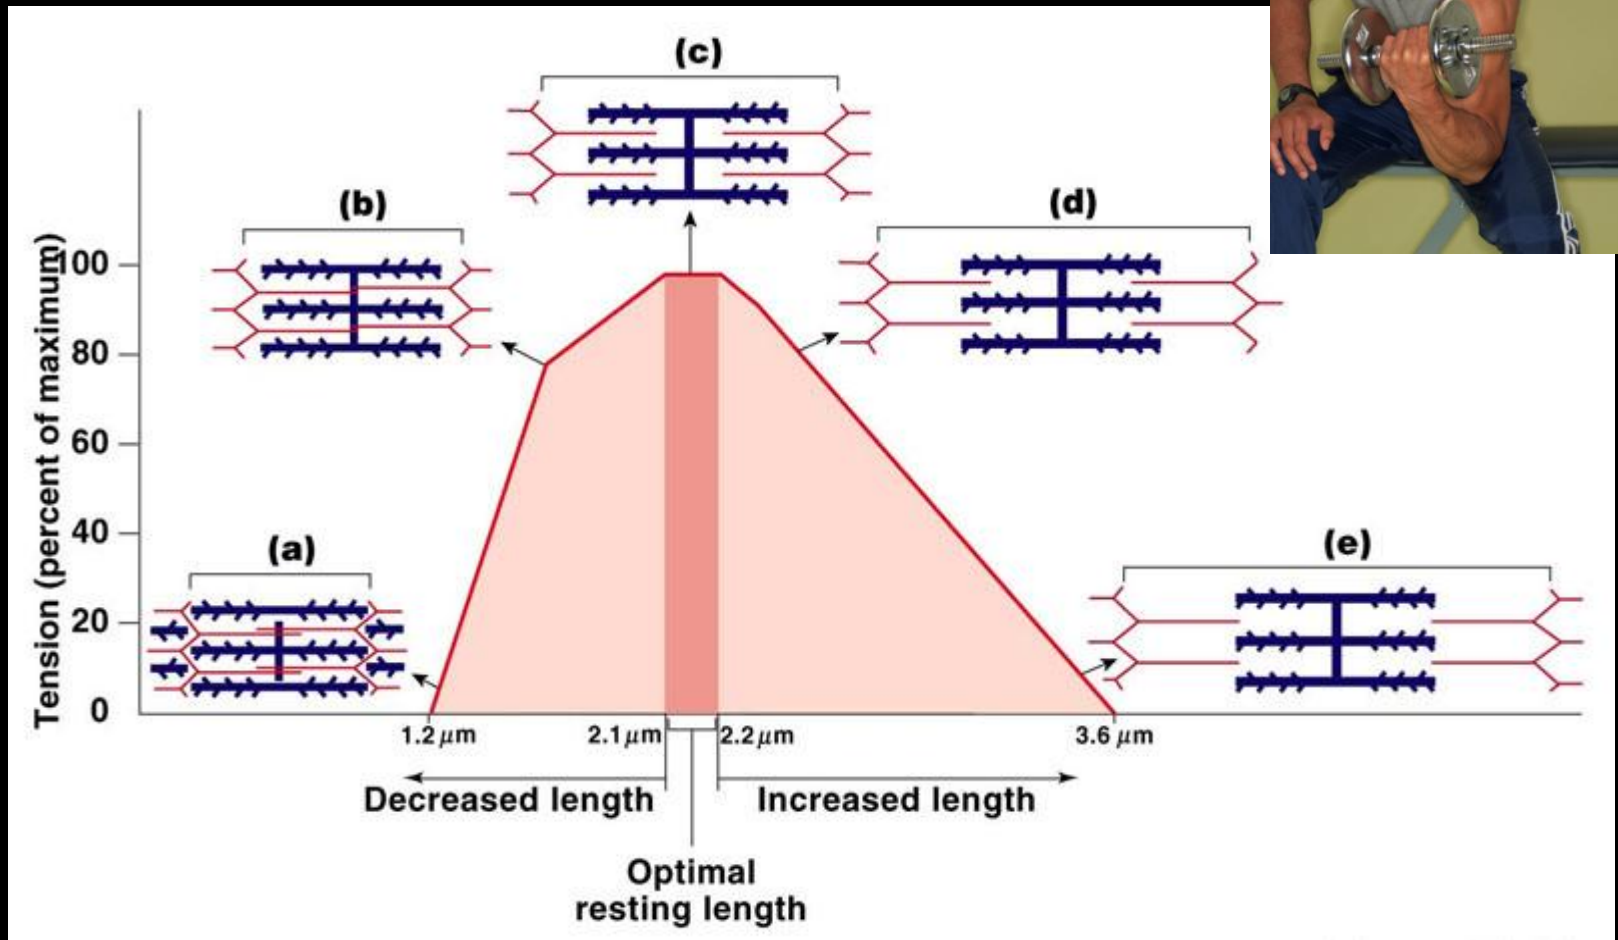 (c)
(b)
(d)
100
80
60
40
20
0
Tension (percent of maximum)
(a)
(e)
1.2 μm
2.1 μm
2.2 μm
3.6 μm
Decreased length
Increased length
Optimal
resting length